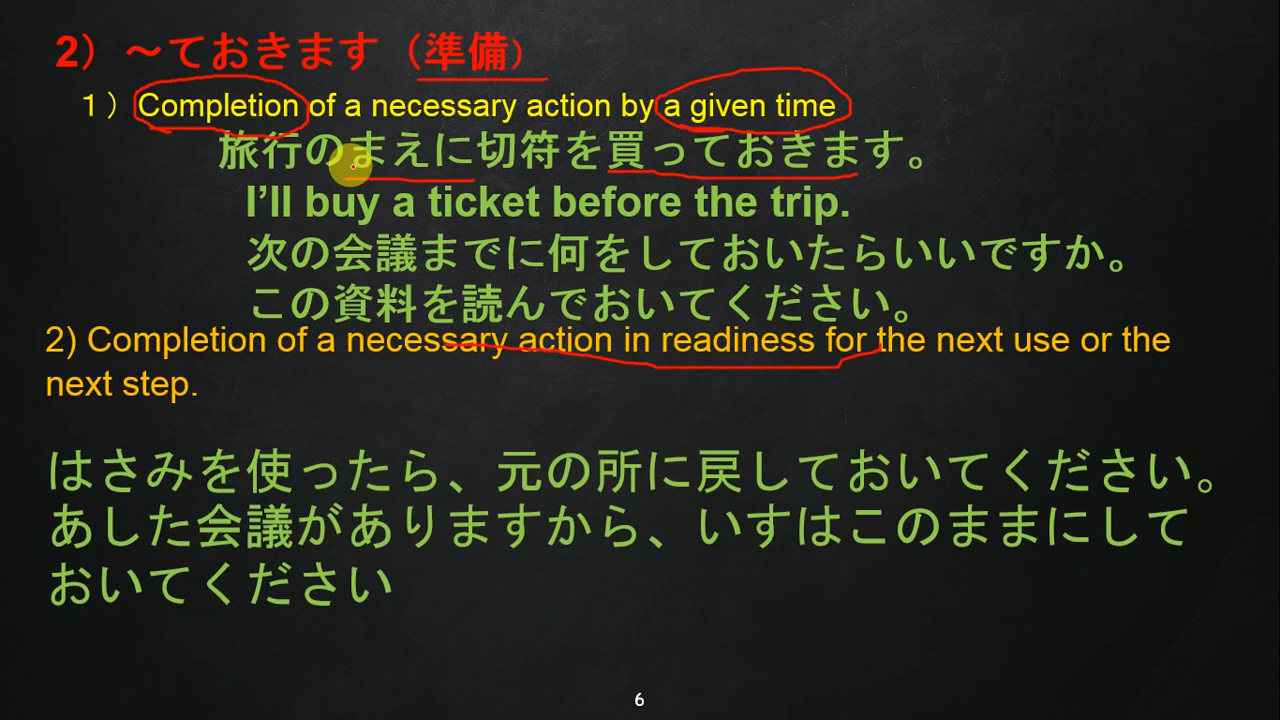 2）～ておきます（準備）
１）Completion of a necessary action by a given time
旅行のまえに切符を買っておきます。
I’ll buy a ticket before the trip.
次の会議までに何をしておいたらいいですか。
この資料を読んでおいてください。
2) Completion of a necessary action in readiness for the next use or the
next step.
はさみを使ったら、元の所に戻しておいてください。
あした会議がありますから、いすはこのままにして
おいてください
6